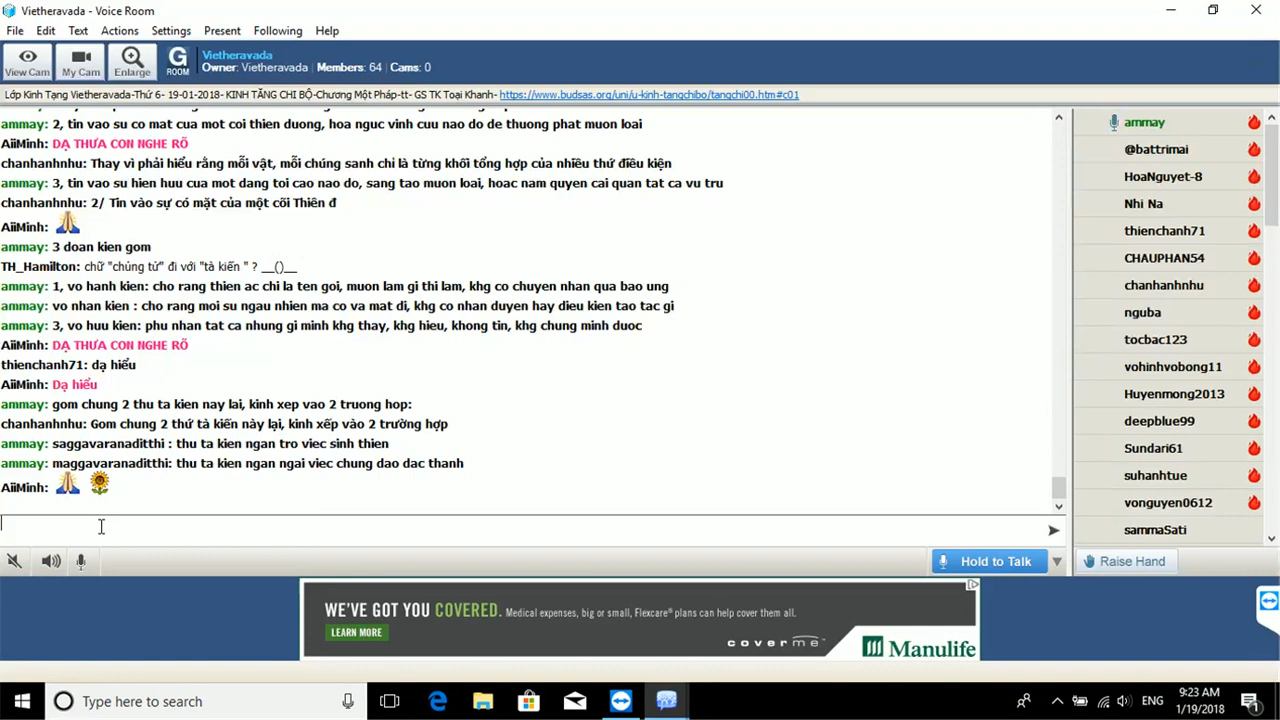 Vietheravada - Voice Room
File Edit Text Actions Settings Present Following Help
View Cam My Cam Enlarge G ROOM
Vietheravada
Owner: Vietheravada | Members: 64 | Cams: 0
Lớp Kinh Tạng Vietheravada-Thứ 6- 19-01-2018- KINH TĂNG CHI BỘ-Chương Một Pháp-tt- GS TK Toại Khanh- https://www.budsas.org/uni/u-kinh-tangchibo/tangchi00.htm#c01
ammay: 2, tin vao su co mat cua mot coi thien duong, hoa nguc vinh cuu nao do de thuong phat muon loai
AiiMinh: DẠ THƯA CON NGHE RÕ
chanhanhnhu: Thay vì phải hiểu rằng mỗi vật, mỗi chúng sanh chỉ là từng khối tổng hợp của nhiều thứ điều kiện
ammay: 3, tin vao su hien huu cua mot dang toi cao nao do, sang tao muon loai, hoac nam quyen cai quan tat ca vu tru
chanhanhnhu: 2/ Tin vào sự có mặt của một cõi Thiên đ
AiiMinh:
ammay: 3 doan kien gom
TH_Hamilton: chữ "chủng tử" đi với "tà kiến " ? __()__
ammay: 1, vo hanh kien: cho rang thien ac chi la ten goi, muon lam gi thi lam, khg co chuyen nhan qua bao ung
ammay: vo nhan kien : cho rang moi su ngau nhien ma co va mat di, khg co nhan duyen hay dieu kien tao tac gi
ammay: 3, vo huu kien: phu nhan tat ca nhung gi minh khg thay, khg hieu, khong tin, khg chung minh duoc
AiiMinh: DẠ THƯA CON NGHE RÕ
thienchanh71: dạ hiểu
AiiMinh: Dạ hiểu
ammay: gom chung 2 thu ta kien nay lai, kinh xep vao 2 truong hop:
chanhanhnhu: Gom chung 2 thứ tà kiến này lại, kinh xếp vào 2 trường hợp
ammay: saggavaranaditthi : thu ta kien ngan tro viec sinh thien
ammay: maggavaranaditthi: thu ta kien ngan ngai viec chung dao dac thanh
AiiMinh:
ammay
@battrimai
HoaNguyet-8
Nhi Na
thienchanh71
CHAUPHAN54
chanhanhnhu
nguba
tocbac123
vohinhvobong11
Huyenmong2013
deepblue99
Sundari61
suhanhtue
vonguyen0612
sammaSati
Hold to Talk
Raise Hand
WE'VE GOT YOU COVERED. Medical expenses, big or small, Flexcare® plans can help cover them all.
LEARN MORE
coverme™
Manulife
Type here to search
ENG
9:23 AM
1/19/2018
1